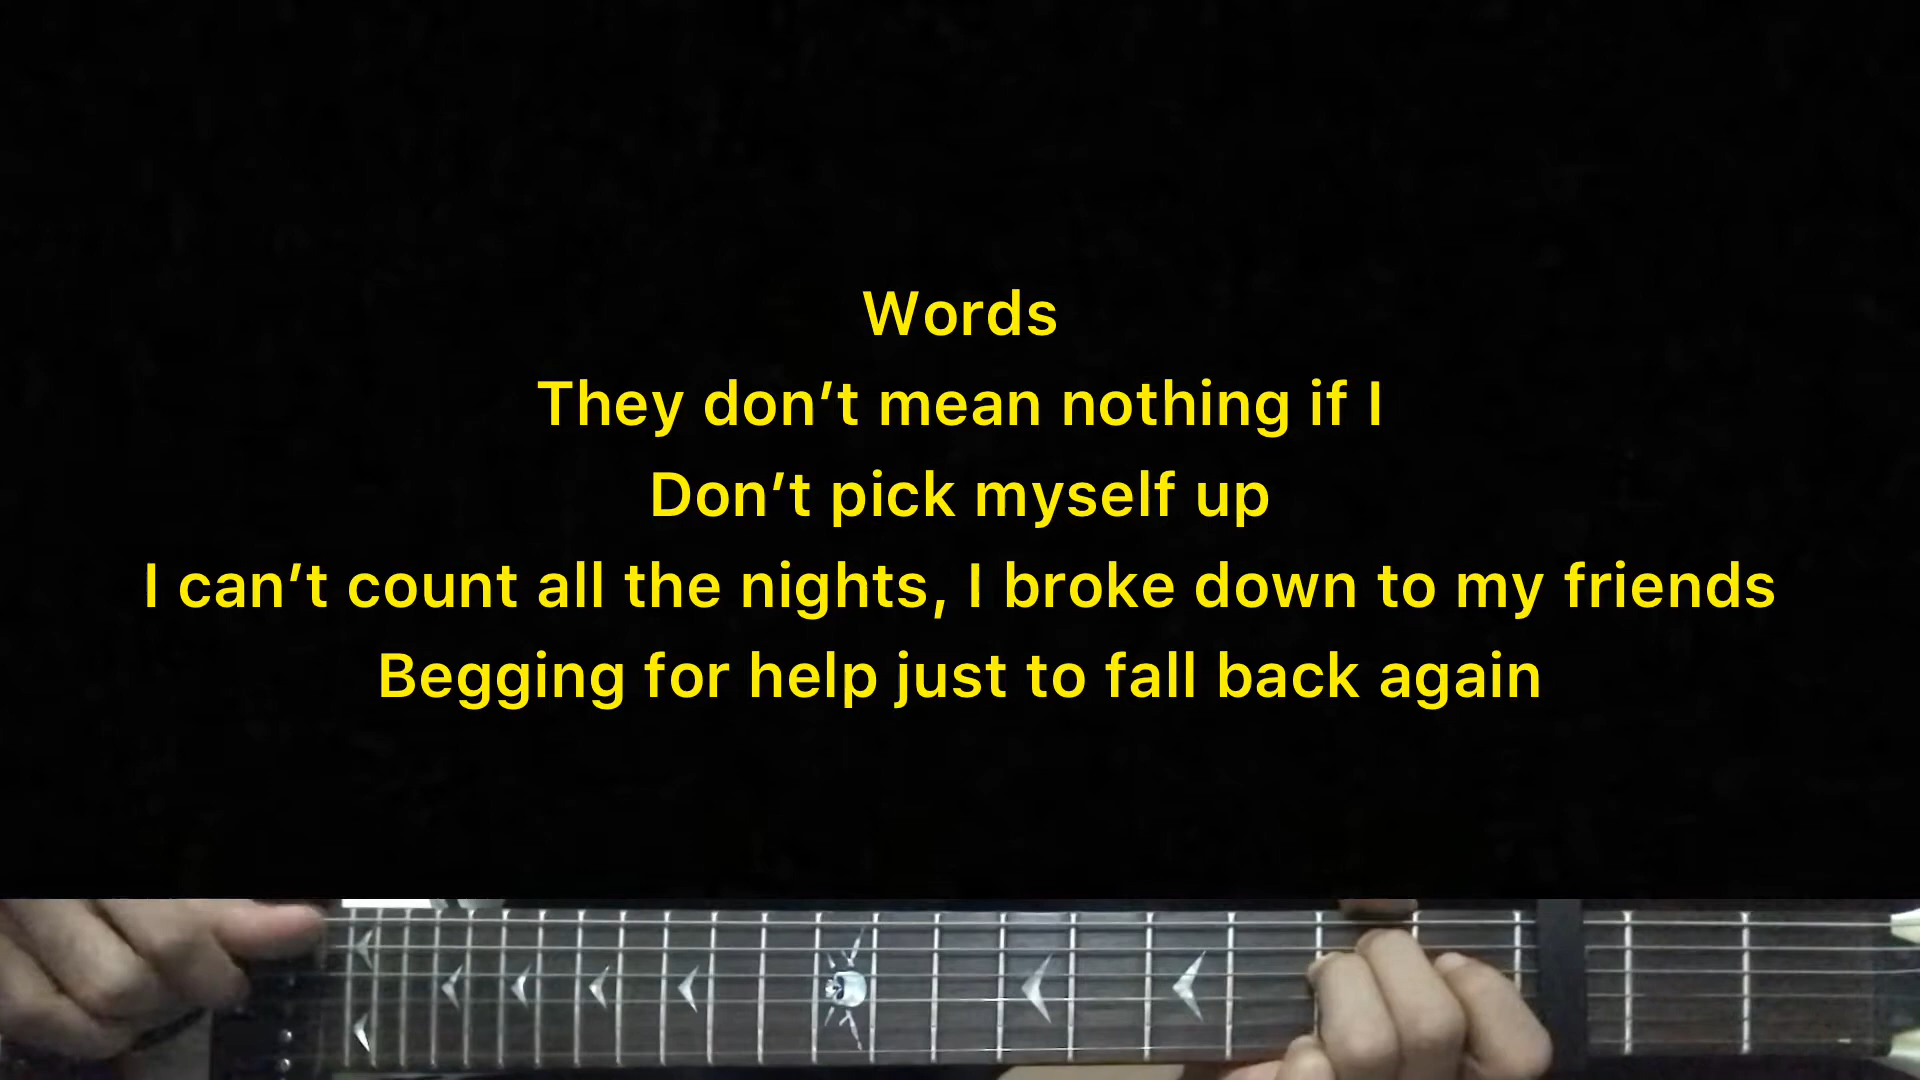 Words
They don’t mean nothing if I
Don’t pick myself up
I can’t count all the nights, I broke down to my friends
Begging for help just to fall back again